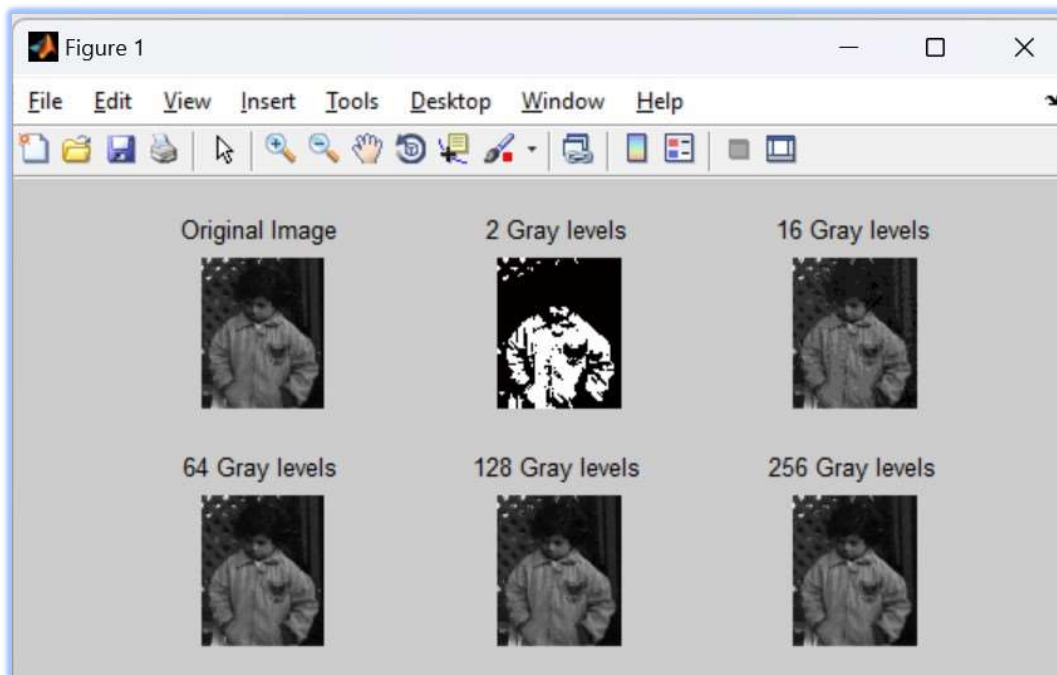 Figure 1
File Edit View Insert Tools Desktop Window Help
Original Image 2 Gray levels 16 Gray levels
64 Gray levels 128 Gray levels 256 Gray levels